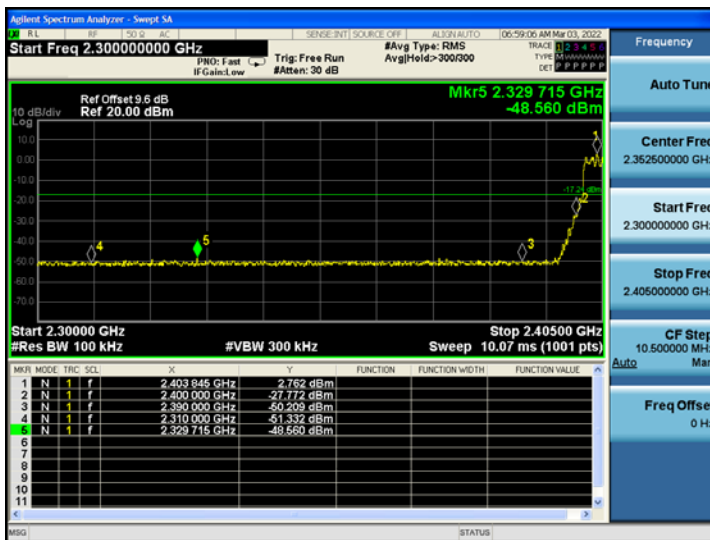 Agilent Spectrum Analyzer - Swept SA
RL RF 50 Ω AC SENSE:INT SOURCE OFF ALIGNAUTO 06:59:06 AM Mar 03, 2022
Start Freq 2.300000000 GHz
#Avg Type: RMS
TRACE 1 2 3 4 5 6
PNO: Fast
Trig: Free Run
Avg|Hold:>300/300
TYPE M
IFGain:Low
#Atten: 30 dB
DET P P P P P P
Frequency
Auto Tune
Center Freq
2.352500000 GHz
Start Freq
2.300000000 GHz
Stop Freq
2.405000000 GHz
CF Step
10.500000 MHz
Auto Man
Freq Offset
0 Hz
Mkr5 2.329 715 GHz
-48.560 dBm
Ref Offset 9.6 dB
10 dB/div Ref 20.00 dBm
Log
10.0
0.00
-10.0
-20.0
-30.0
-40.0
-50.0
-60.0
-70.0
1
-17.24 dBm
2
3
4
5
Start 2.30000 GHz Stop 2.40500 GHz
#Res BW 100 kHz #VBW 300 kHz Sweep 10.07 ms (1001 pts)
MKR MODE TRC SCL X Y FUNCTION FUNCTION WIDTH FUNCTION VALUE
1 N 1 f 2.403 845 GHz 2.762 dBm
2 N 1 f 2.400 000 GHz -27.772 dBm
3 N 1 f 2.390 000 GHz -50.209 dBm
4 N 1 f 2.310 000 GHz -51.332 dBm
5 N 1 f 2.329 715 GHz -48.560 dBm
6
7
8
9
10
11
MSG STATUS